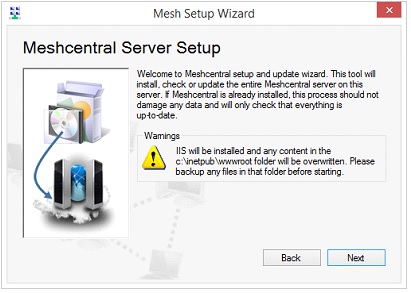 Mesh Setup Wizard
Meshcentral Server Setup
Welcome to Meshcentral setup and update wizard. This tool will
install, check or update the entire Meshcentral server on this
server. If Meshcentral is already installed, this process should not
damage any data and will only check that everything is
up-to-date.
Warnings
IIS will be installed and any content in the
c:\inetpub\wwwroot folder will be overwritten. Please
backup any files in that folder before starting.
Back
Next